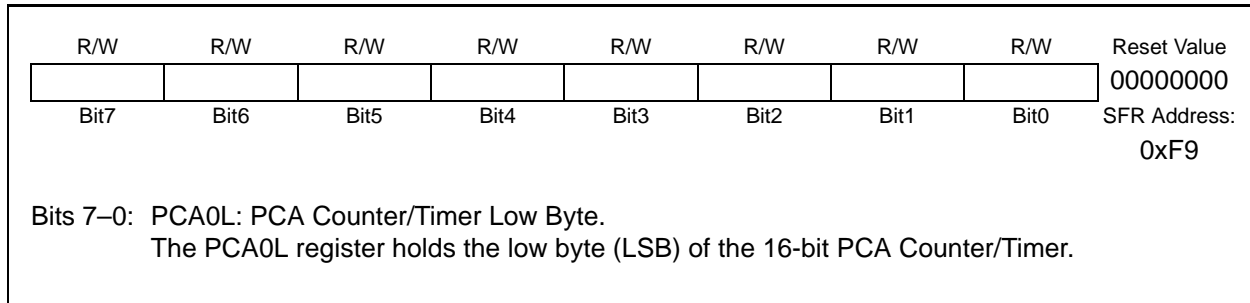 R/W R/W R/W R/W R/W R/W R/W R/W Reset Value
00000000
Bit7 Bit6 Bit5 Bit4 Bit3 Bit2 Bit1 Bit0 SFR Address:
0xF9
Bits 7–0: PCA0L: PCA Counter/Timer Low Byte.
The PCA0L register holds the low byte (LSB) of the 16-bit PCA Counter/Timer.